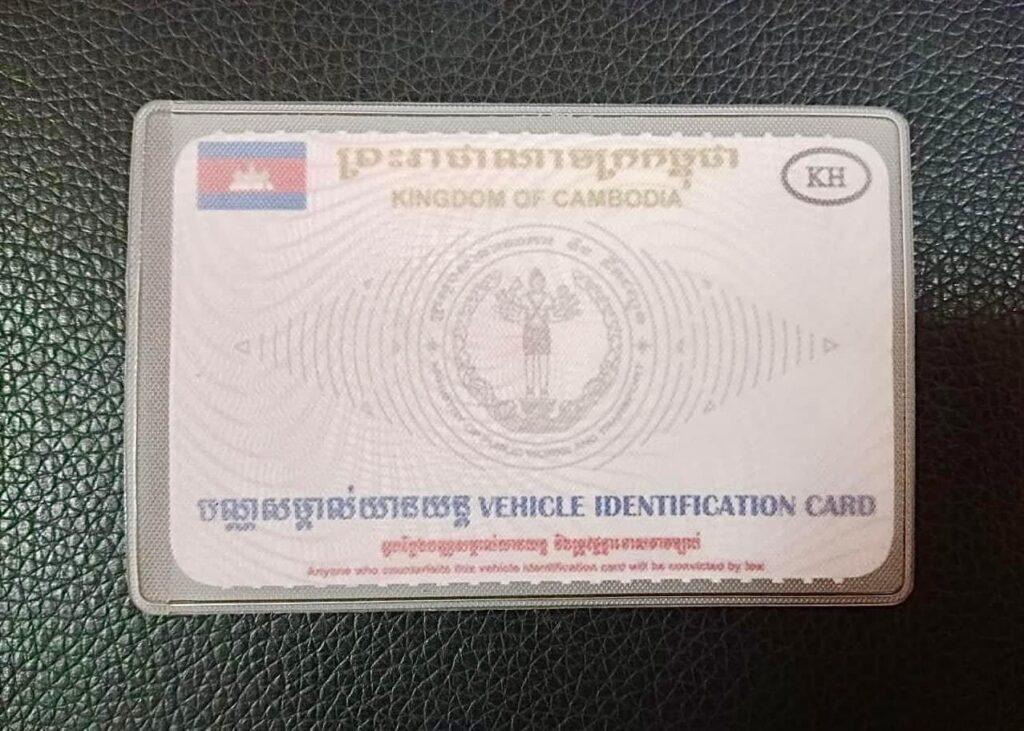 ព្រះរាជាណាចក្រកម្ពុជា
KINGDOM OF CAMBODIA
KH
បណ្ណសម្គាល់យានយន្ត VEHICLE IDENTIFICATION CARD
Anyone who counterfeits this vehicle identification card will be convicted by law